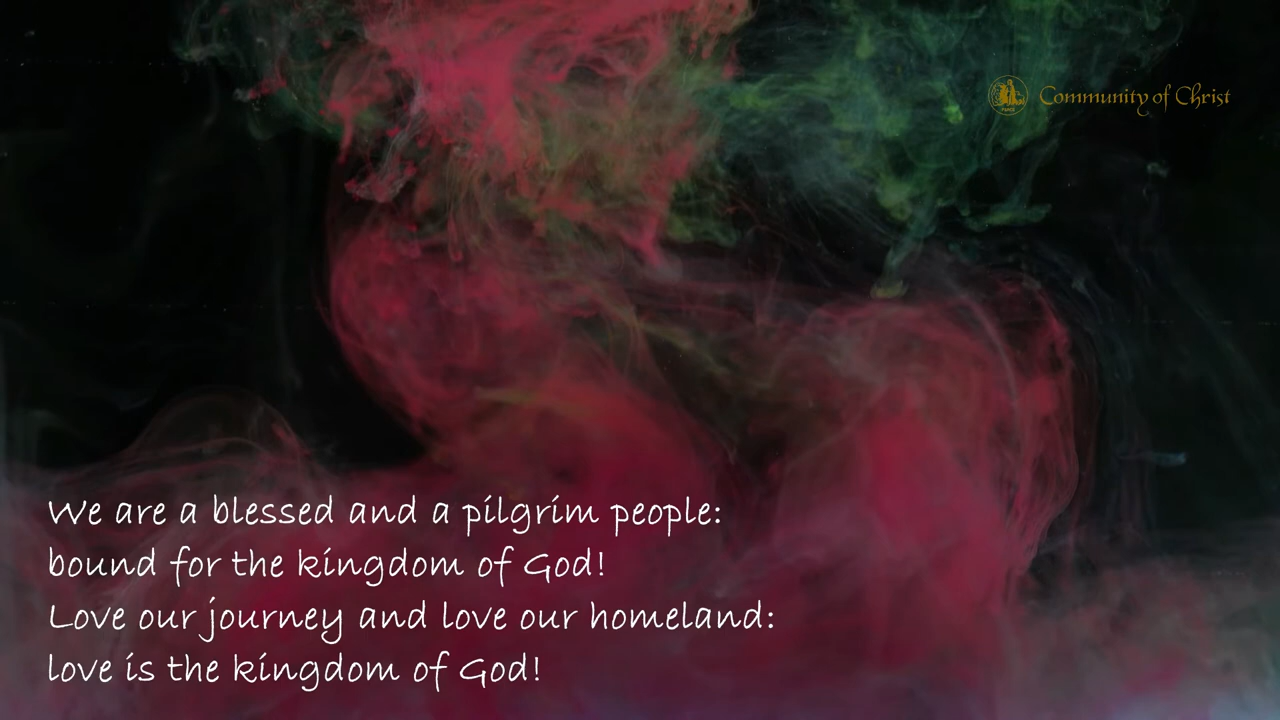 Community of Christ
We are a blessed and a pilgrim people:
bound for the kingdom of God!
Love our journey and love our homeland:
love is the kingdom of God!